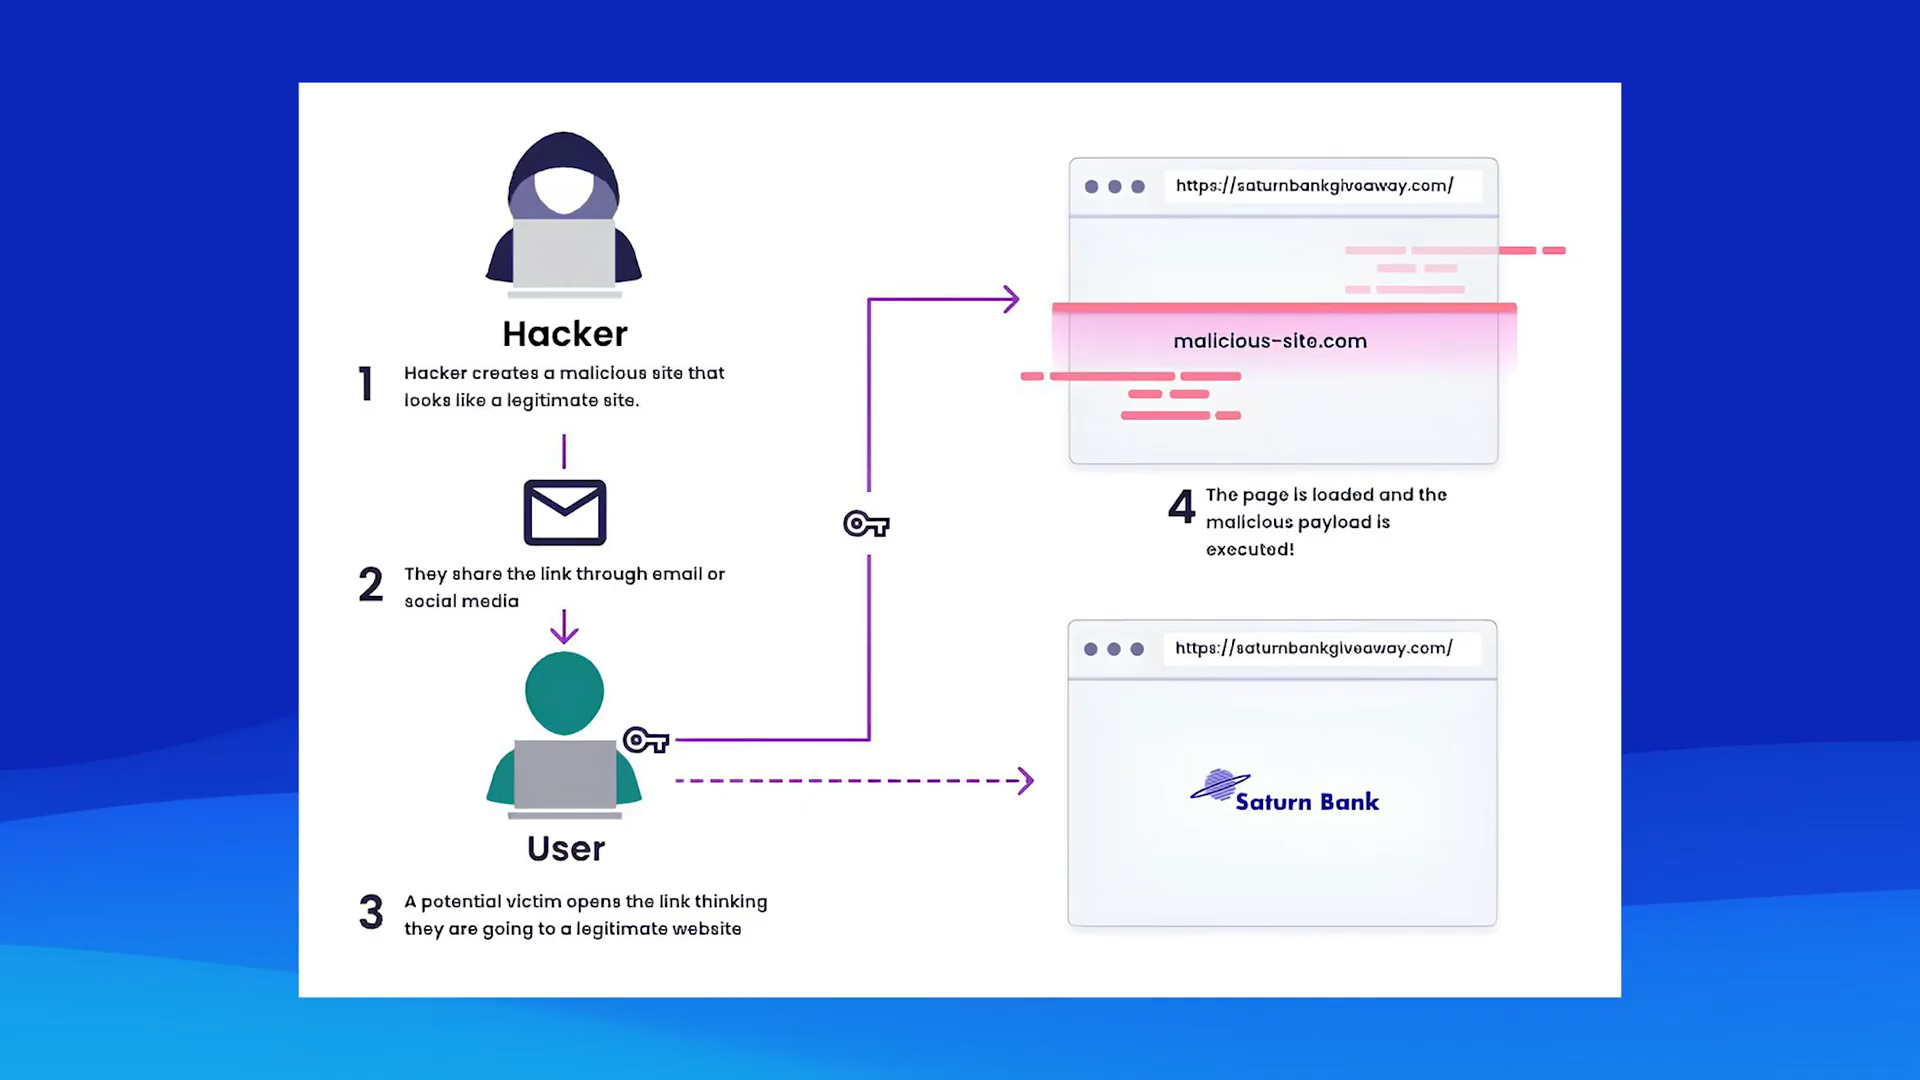 Hacker
1
Hacker creates a malicious site that
looks like a legitimate site.
2
They share the link through email or
social media
User
3
A potential victim opens the link thinking
they are going to a legitimate website
https://saturnbankgiveaway.com/
malicious-site.com
4
The page is loaded and the
malicious payload is
executed!
https://saturnbankgiveaway.com/
Saturn Bank